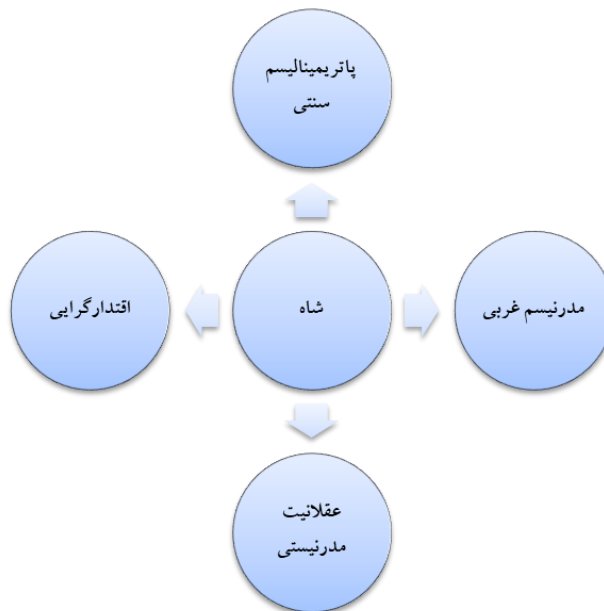 پاتریمینالیسم
سنتی
مدرنیسم غربی
شاه
اقتدارگرایی
عقلانیت
مدرنیستی